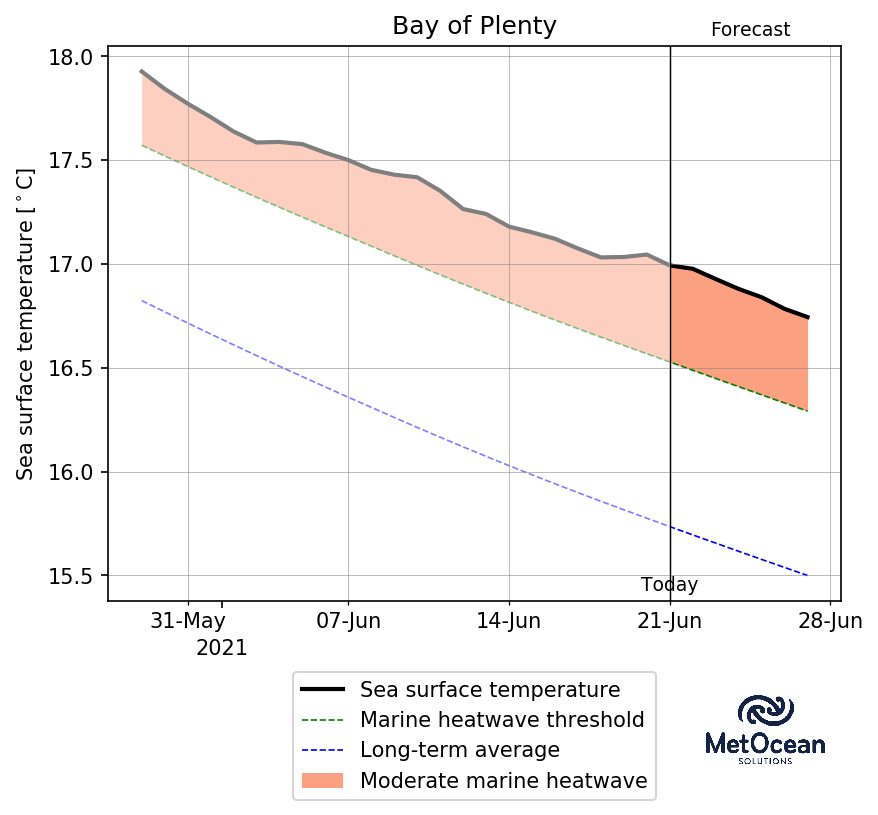 Bay of Plenty
Forecast
Sea surface temperature [°C]
18.0
17.5
17.0
16.5
16.0
15.5
Today
31-May
07-Jun
14-Jun
21-Jun
28-Jun
2021
Sea surface temperature
Marine heatwave threshold
Long-term average
Moderate marine heatwave
MetOcean
SOLUTIONS